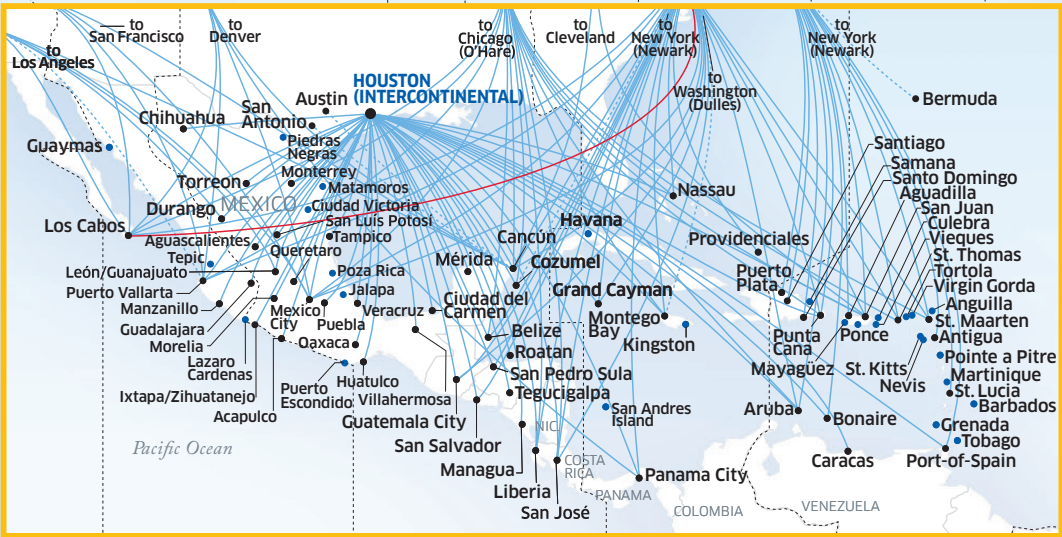 to
San Francisco
to
Denver
to
Chicago
(O'Hare)
to
Cleveland
to
New York
(Newark)
to
New York
(Newark)
to
Los Angeles
to
Washington
(Dulles)
HOUSTON
(INTERCONTINENTAL)
Austin
San
Antonio
Chihuahua
Bermuda
Guaymas
Piedras
Negras
Santiago
Monterrey
Samana
Torreon
Matamoros
Santo Domingo
Nassau
Aguadilla
Durango
MEXICO
Ciudad Victoria
San Juan
San Luis Potosí
Culebra
Los Cabos
Havana
Aguascalientes
Tampico
Cancún
Providenciales
Vieques
Queretaro
Tepic
Mérida
Cozumel
St. Thomas
León/Guanajuato
Poza Rica
Puerto
Plata
Tortola
Puerto Vallarta
Jalapa
Grand Cayman
Virgin Gorda
Manzanillo
Mexico
City
Puebla
Veracruz
Ciudad del
Carmen
Anguilla
Guadalajara
Belize
Montego
Bay
Kingston
Punta
Cana
Ponce
St. Maarten
Morelia
Oaxaca
Roatan
Antigua
Lazaro
Cardenas
Mayagüez
St. Kitts
Pointe a Pitre
Puerto
Escondido
Huatulco
San Pedro Sula
Nevis
Martinique
Ixtapa/Zihuatanejo
Villahermosa
Tegucigalpa
St. Lucia
Acapulco
Guatemala City
San Andres
Island
Aruba
Bonaire
Barbados
San Salvador
NIC.
Grenada
Pacific Ocean
Tobago
Managua
COSTA
RICA
Caracas
Port-of-Spain
Liberia
PANAMA
Panama City
San José
COLOMBIA
VENEZUELA